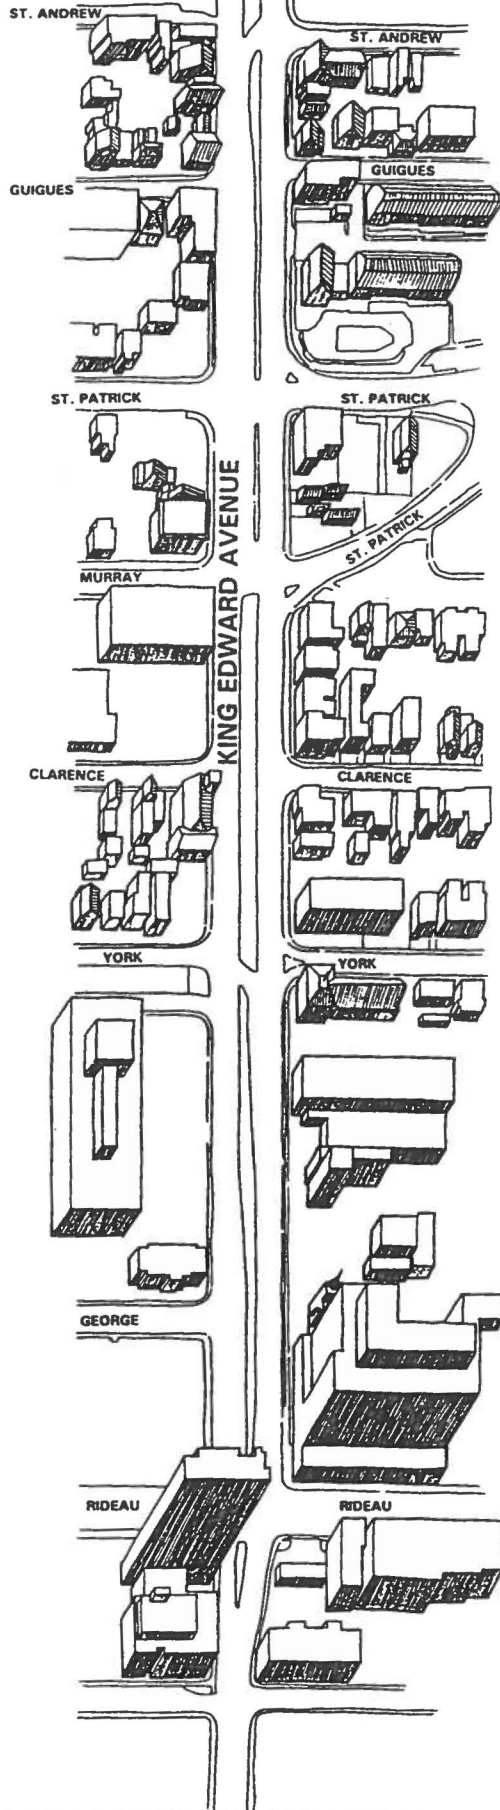 ST. ANDREW
ST. ANDREW
GUIGUES
GUIGUES
ST. PATRICK
ST. PATRICK
ST. PATRICK
KING EDWARD AVENUE
MURRAY
CLARENCE
CLARENCE
YORK
YORK
GEORGE
RIDEAU
RIDEAU